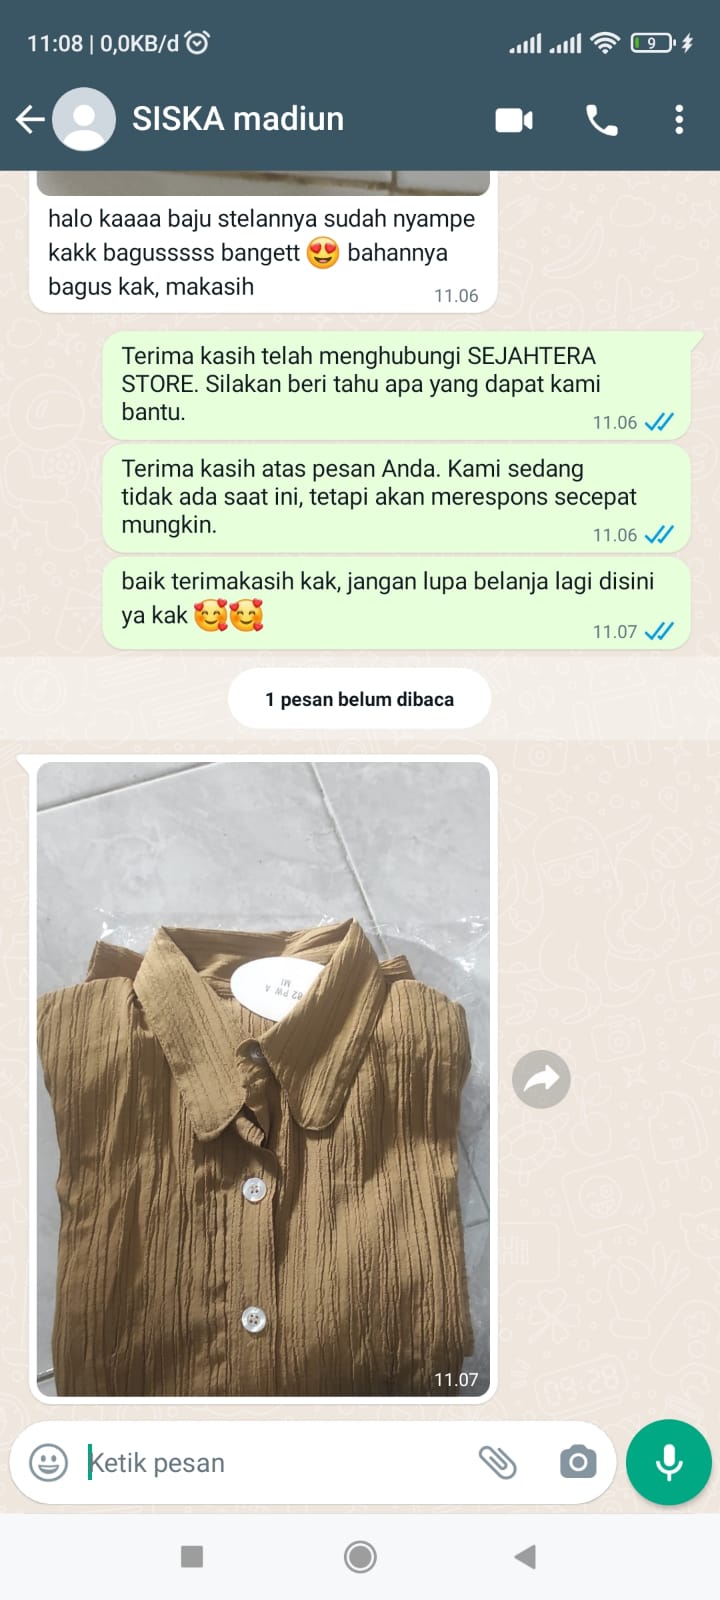 11:08 | 0,0KB/d
9
SISKA madiun
halo kaaaa baju stelannya sudah nyampe
kakk bagusssss bangett 😍 bahannya
bagus kak, makasih
11.06
Terima kasih telah menghubungi SEJAHTERA
STORE. Silakan beri tahu apa yang dapat kami
bantu.
11.06
Terima kasih atas pesan Anda. Kami sedang
tidak ada saat ini, tetapi akan merespons secepat
mungkin.
11.06
baik terimakasih kak, jangan lupa belanja lagi disini
ya kak 🥰🥰
11.07
1 pesan belum dibaca
82 PW A
11.07
Ketik pesan